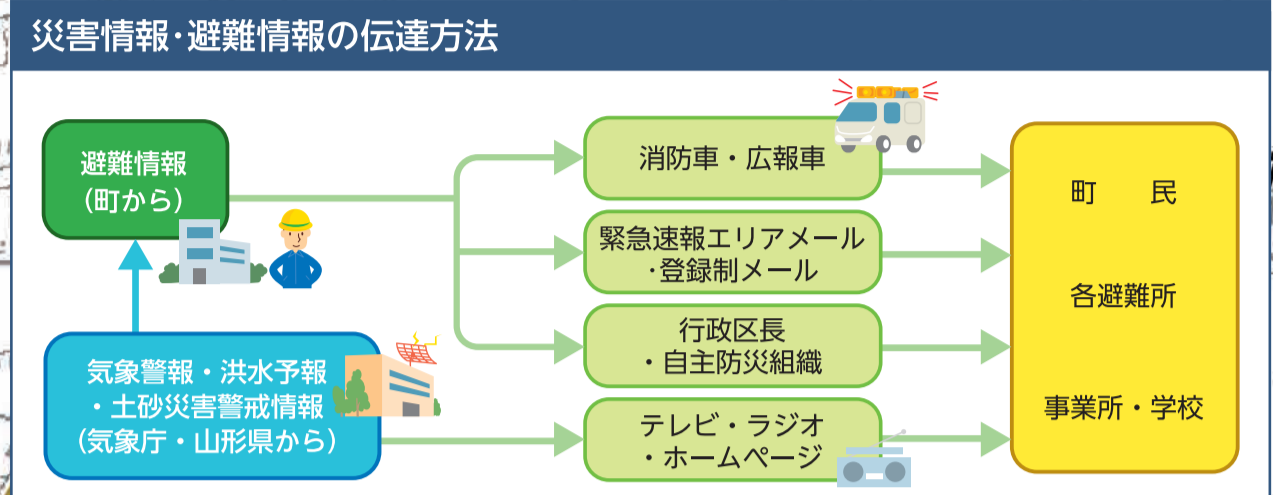 災害情報・避難情報の伝達方法
避難情報
(町から)
気象警報・洪水予報
・土砂災害警戒情報
(気象庁・山形県から)
消防車・広報車
緊急速報エリアメール
・登録制メール
行政区長
・自主防災組織
テレビ・ラジオ
・ホームページ
町　　民
各避難所
事業所・学校